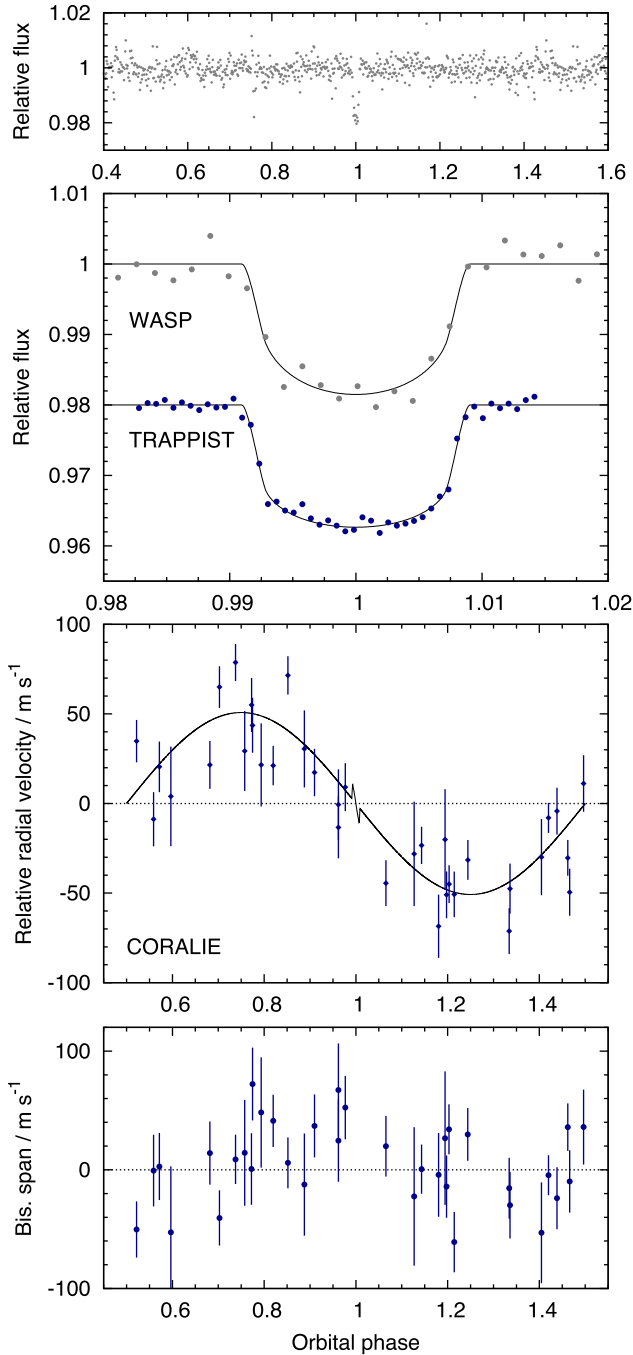 1.02
1
0.98
Relative flux
0.4 0.6 0.8 1 1.2 1.4 1.6
1.01
1
0.99
0.98
0.97
0.96
Relative flux
WASP
TRAPPIST
0.98 0.99 1 1.01 1.02
100
50
0
-50
-100
Relative radial velocity / m s⁻¹
CORALIE
0.6 0.8 1 1.2 1.4
100
0
-100
Bis. span / m s⁻¹
0.6 0.8 1 1.2 1.4
Orbital phase